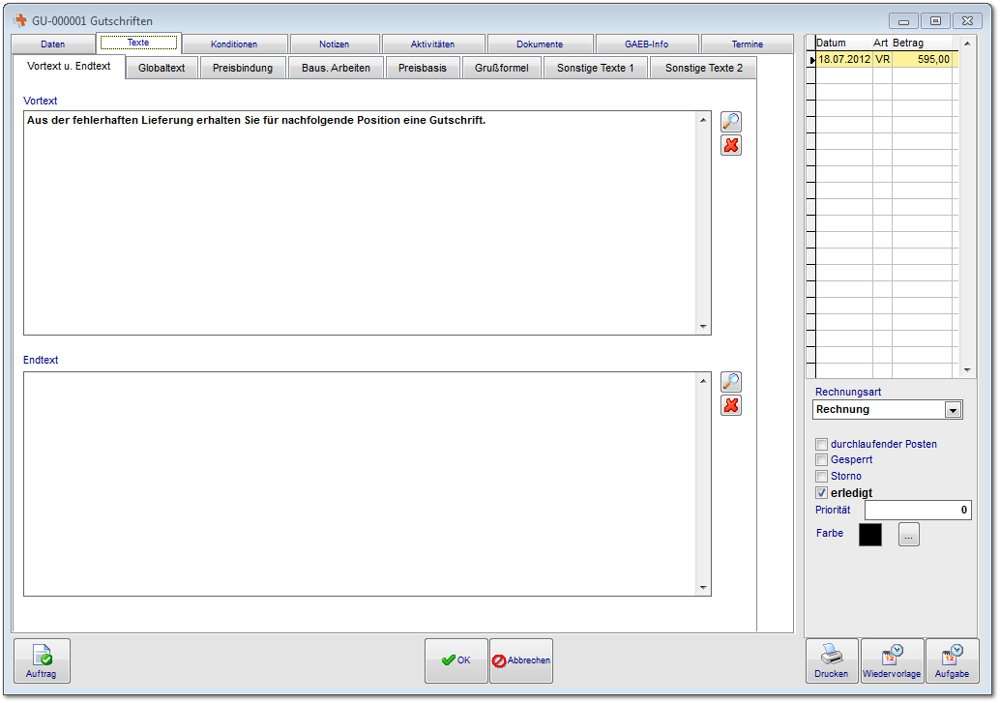 GU-000001 Gutschriften
Daten Texte Konditionen Notizen Aktivitäten Dokumente GAEB-Info Termine
Vortext u. Endtext Globaltext Preisbindung Baus. Arbeiten Preisbasis Grußformel Sonstige Texte 1 Sonstige Texte 2
Vortext
Aus der fehlerhaften Lieferung erhalten Sie für nachfolgende Position eine Gutschrift.
Endtext
Datum Art Betrag
18.07.2012 VR 595,00
Rechnungsart
Rechnung
durchlaufender Posten
Gesperrt
Storno
erledigt
Priorität 0
Farbe ...
Auftrag OK Abbrechen Drucken Wiedervorlage Aufgabe